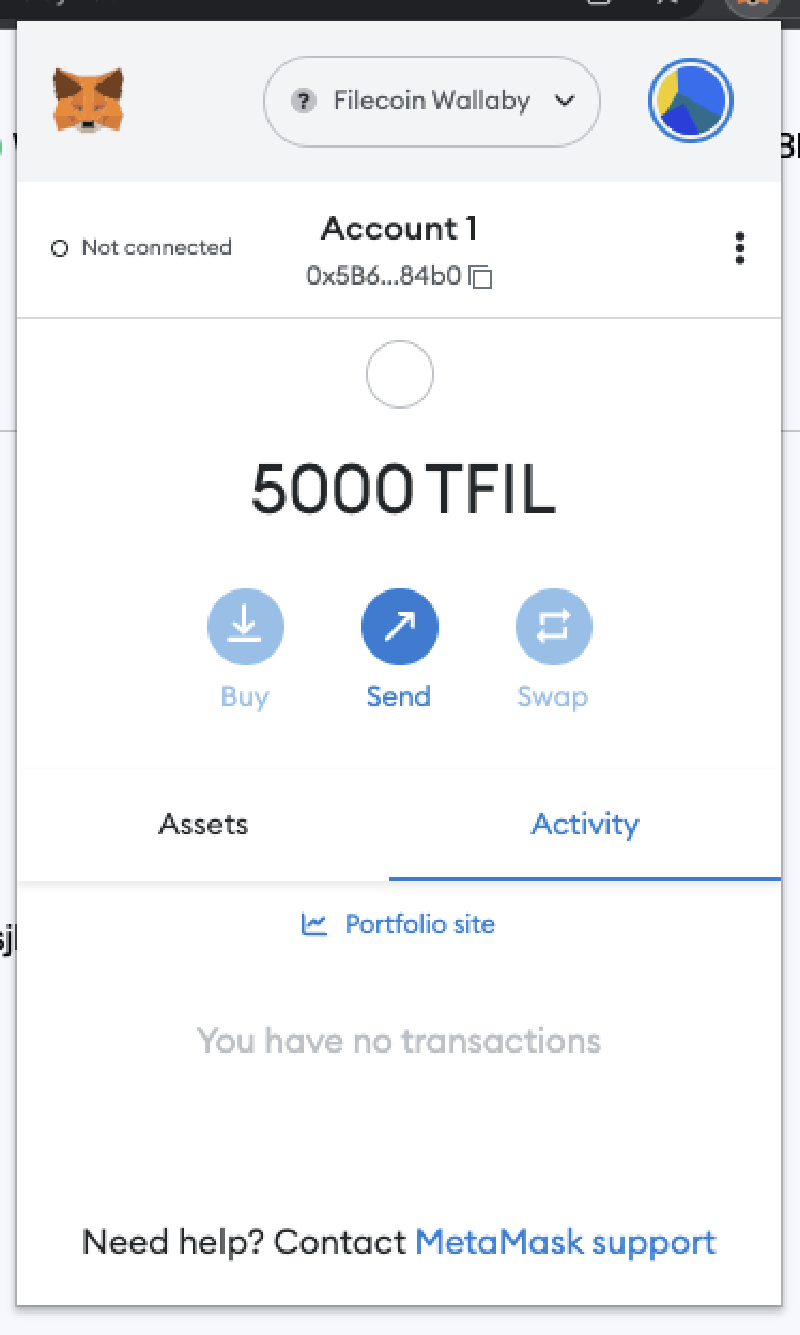 Filecoin Wallaby
Not connected
Account 1
0x5B6...84b0
5000 TFIL
Buy
Send
Swap
Assets
Activity
Portfolio site
You have no transactions
Need help? Contact MetaMask support